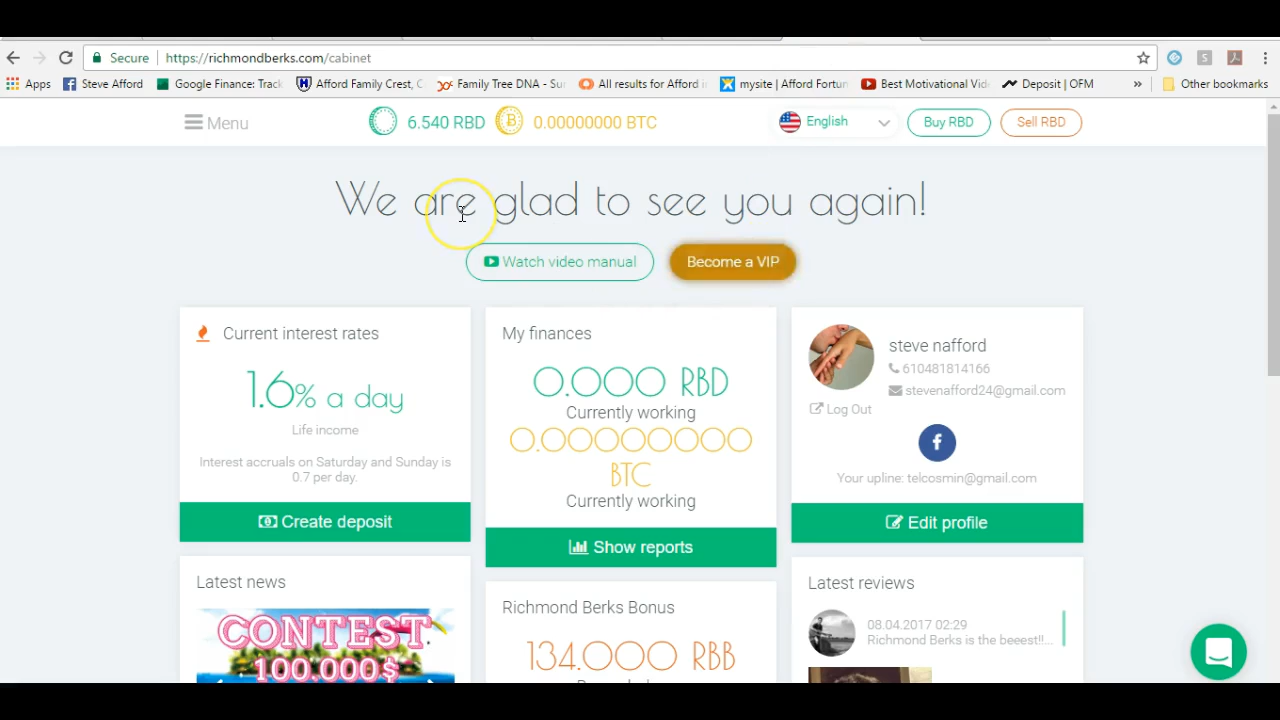 Secure https://richmondberks.com/cabinet
Apps Steve Afford Google Finance: Track Afford Family Crest, C Family Tree DNA - Su All results for Afford i mysite | Afford Fortun Best Motivational Vid Deposit | OFM » Other bookmarks
Menu 6.540 RBD 0.00000000 BTC English Buy RBD Sell RBD
We are glad to see you again!
Watch video manual Become a VIP
Current interest rates
1.6% a day
Life income
Interest accruals on Saturday and Sunday is
0.7 per day.
Create deposit
My finances
0.000 RBD
Currently working
0.00000000
BTC
Currently working
Show reports
steve nafford
610481814166
stevenafford24@gmail.com
Log Out
Your upline: telcosmin@gmail.com
Edit profile
Latest news
CONTEST
100.000$
Richmond Berks Bonus
134.000 RBB
Latest reviews
08.04.2017 02:29
Richmond Berks is the beeest!!...